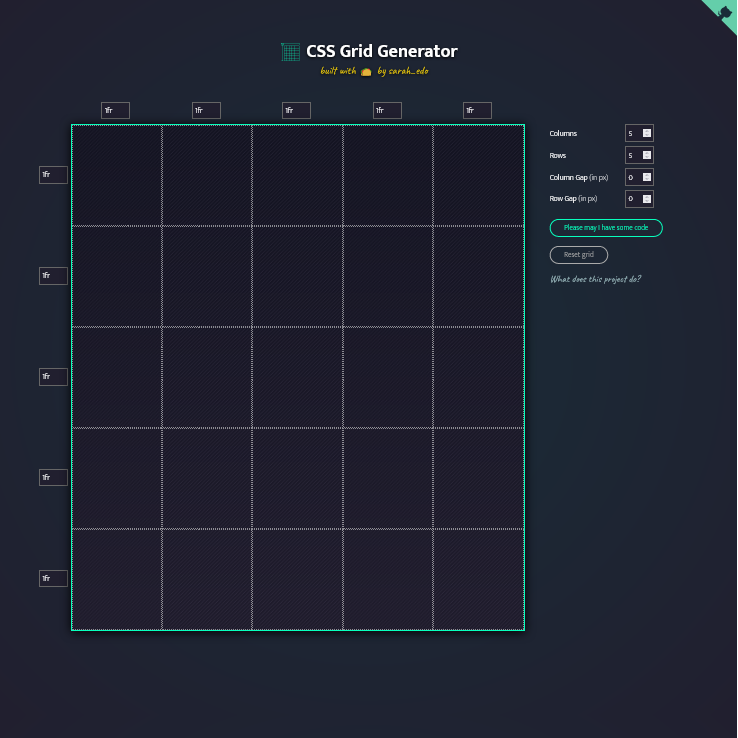 CSS Grid Generator
built with by sarah_edo
1fr 1fr 1fr 1fr 1fr
1fr
1fr
1fr
1fr
1fr
Columns 5
Rows 5
Column Gap (in px) 0
Row Gap (in px) 0
Please may I have some code
Reset grid
What does this project do?